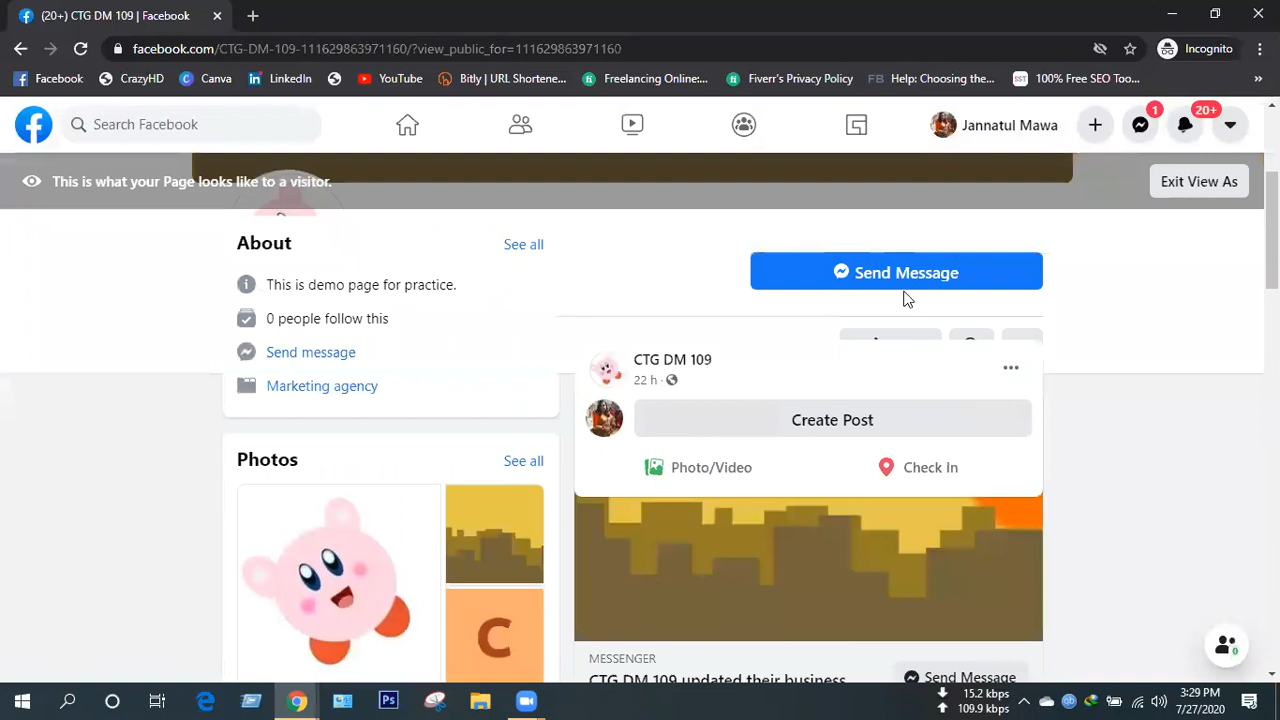 (20+) CTG DM 109 | Facebook
facebook.com/CTG-DM-109-111629863971160/?view_public_for=111629863971160
Incognito
Facebook
CrazyHD
Canva
LinkedIn
YouTube
Bitly | URL Shortene...
Freelancing Online:...
Fiverr's Privacy Policy
FB Help: Choosing the...
SST 100% Free SEO Too...
Search Facebook
Jannatul Mawa
1
20+
This is what your Page looks like to a visitor.
Exit View As
About
See all
Send Message
This is demo page for practice.
0 people follow this
Send message
Marketing agency
CTG DM 109
22 h
Create Post
Photo/Video
Check In
Photos
See all
C
MESSENGER
CTG DM 109 updated their business
Send Message
0
15.2 kbps
109.9 kbps
3:29 PM
7/27/2020